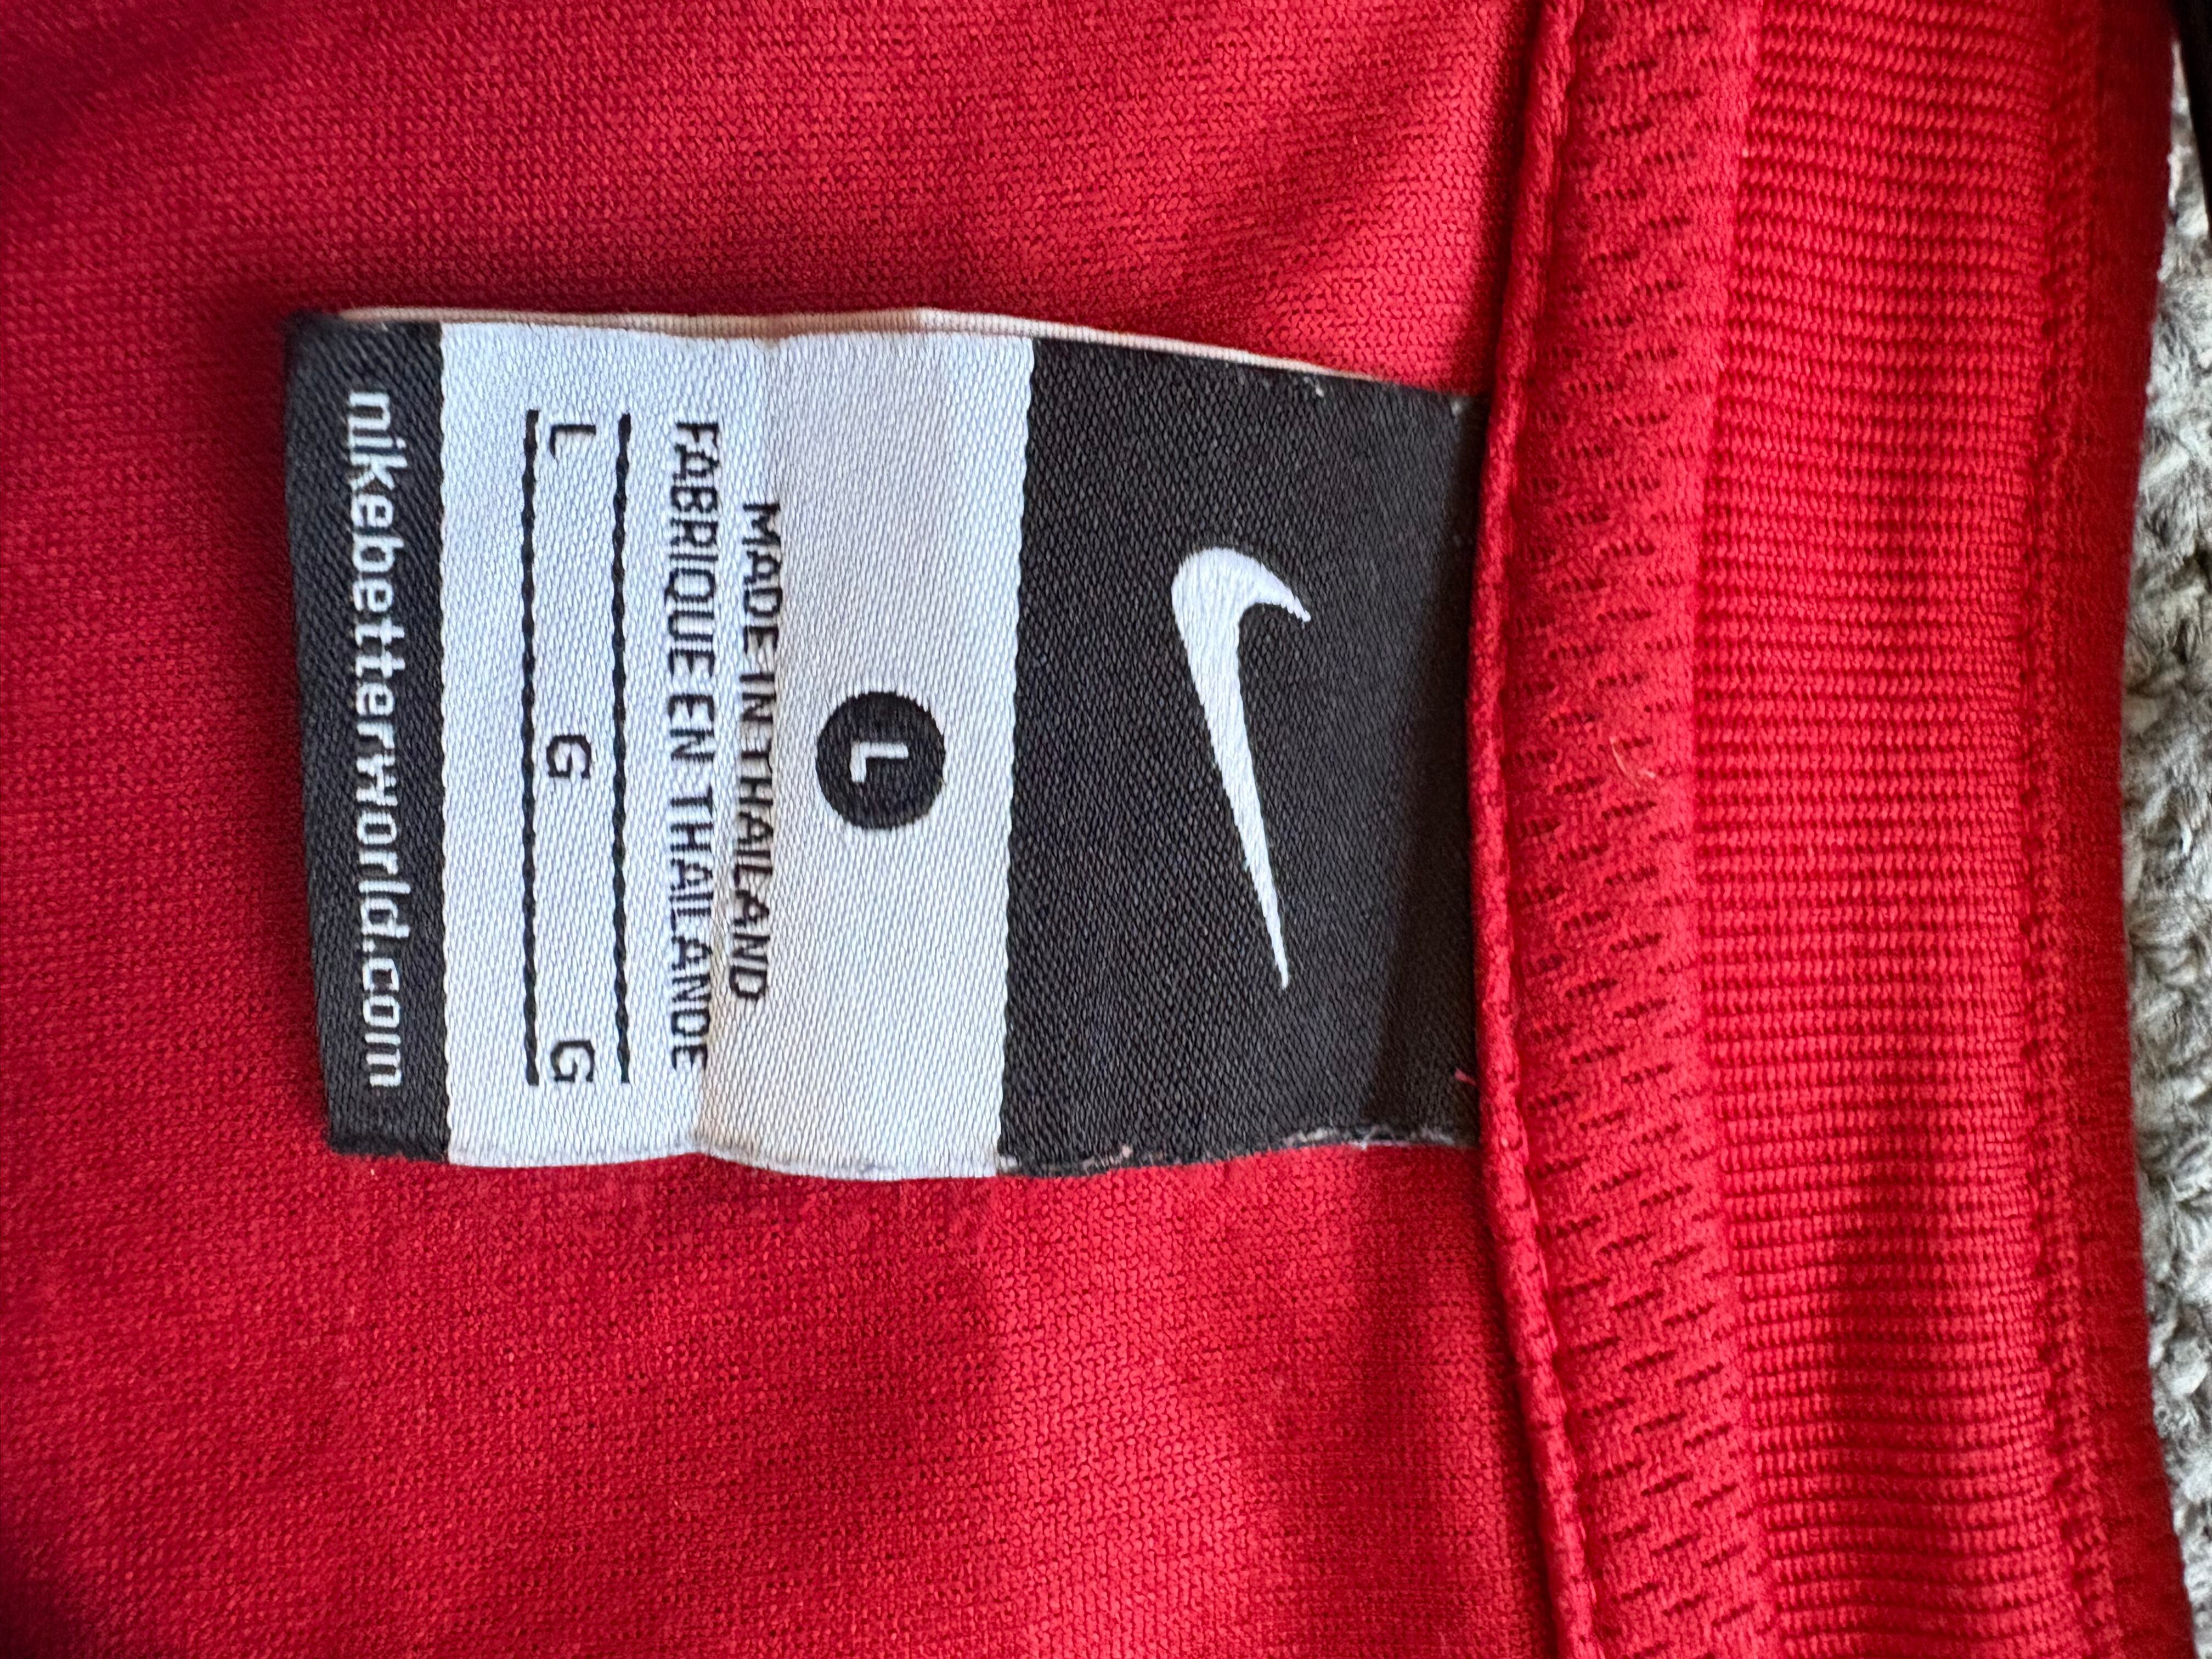 L
MADE IN THAILAND
FABRIQUE EN THAILANDE
L G G
nikebetterworld.com